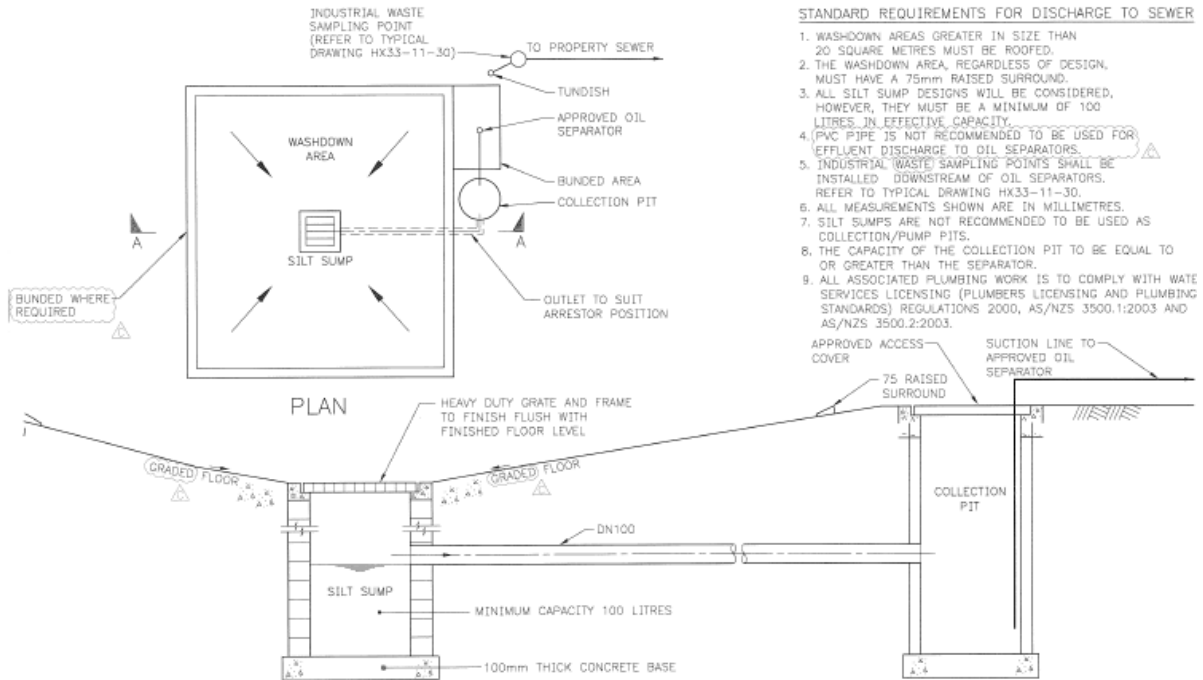 INDUSTRIAL WASTE
SAMPLING POINT
(REFER TO TYPICAL
DRAWING HX33-11-30)
TO PROPERTY SEWER
TUNDISH
APPROVED OIL
SEPARATOR
WASHDOWN
AREA
BUNDED AREA
COLLECTION PIT
A
A
SILT SUMP
BUNDED WHERE
REQUIRED
C
OUTLET TO SUIT
ARRESTOR POSITION
PLAN
STANDARD REQUIREMENTS FOR DISCHARGE TO SEWER
1. WASHDOWN AREAS GREATER IN SIZE THAN
20 SQUARE METRES MUST BE ROOFED.
2. THE WASHDOWN AREA, REGARDLESS OF DESIGN,
MUST HAVE A 75mm RAISED SURROUND.
3. ALL SILT SUMP DESIGNS WILL BE CONSIDERED,
HOWEVER, THEY MUST BE A MINIMUM OF 100
LITRES IN EFFECTIVE CAPACITY.
4. PVC PIPE IS NOT RECOMMENDED TO BE USED FOR
EFFLUENT DISCHARGE TO OIL SEPARATORS.
C
5. INDUSTRIAL WASTE SAMPLING POINTS SHALL BE
INSTALLED DOWNSTREAM OF OIL SEPARATORS.
REFER TO TYPICAL DRAWING HX33-11-30.
6. ALL MEASUREMENTS SHOWN ARE IN MILLIMETRES.
7. SILT SUMPS ARE NOT RECOMMENDED TO BE USED AS
COLLECTION/PUMP PITS.
8. THE CAPACITY OF THE COLLECTION PIT TO BE EQUAL TO
OR GREATER THAN THE SEPARATOR.
9. ALL ASSOCIATED PLUMBING WORK IS TO COMPLY WITH WATE
SERVICES LICENSING (PLUMBERS LICENSING AND PLUMBING
STANDARDS) REGULATIONS 2000, AS/NZS 3500.1:2003 AND
AS/NZS 3500.2:2003.
APPROVED ACCESS
COVER
SUCTION LINE TO
APPROVED OIL
SEPARATOR
75 RAISED
SURROUND
HEAVY DUTY GRATE AND FRAME
TO FINISH FLUSH WITH
FINISHED FLOOR LEVEL
GRADED FLOOR
C
GRADED FLOOR
C
COLLECTION
PIT
DN100
SILT SUMP
MINIMUM CAPACITY 100 LITRES
100mm THICK CONCRETE BASE